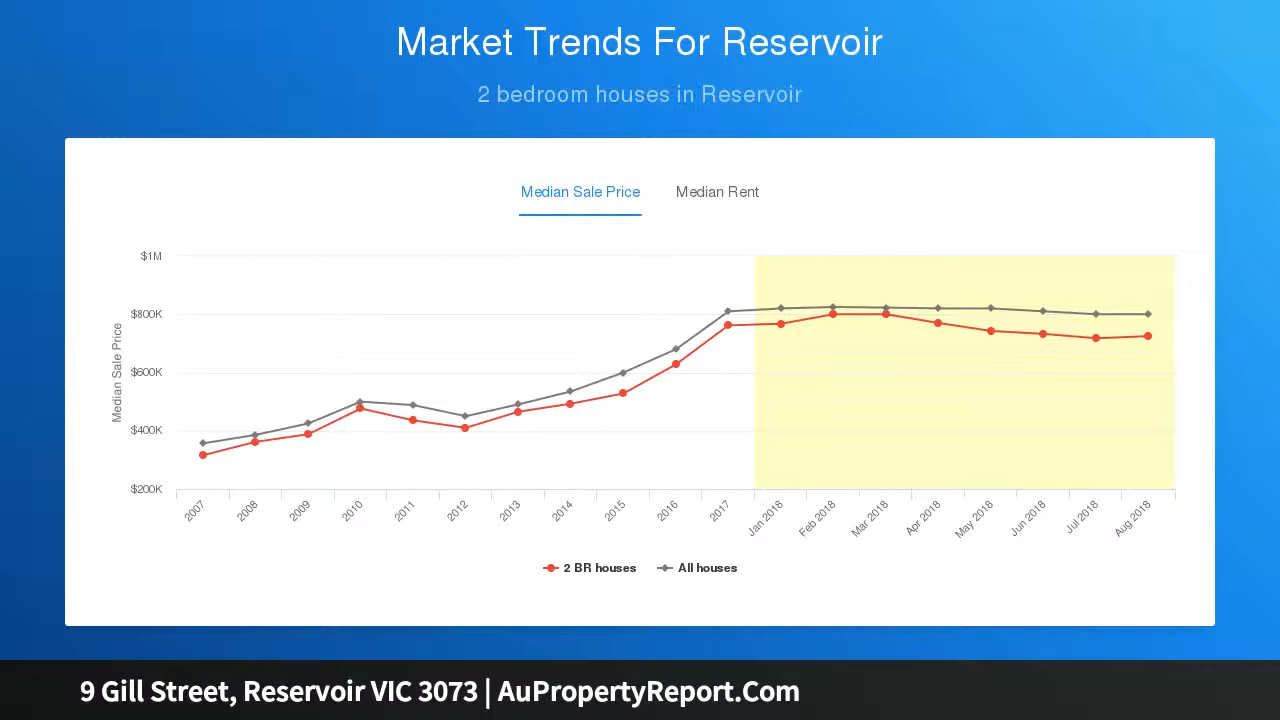 Market Trends For Reservoir
2 bedroom houses in Reservoir
Median Sale Price Median Rent
$1M
$800K
$600K
$400K
$200K
Median Sale Price
2007 2008 2009 2010 2011 2012 2013 2014 2015 2016 2017 Jan 2018 Feb 2018 Mar 2018 Apr 2018 May 2018 Jun 2018 Jul 2018 Aug 2018
2 BR houses All houses
9 Gill Street, Reservoir VIC 3073 | AuPropertyReport.Com